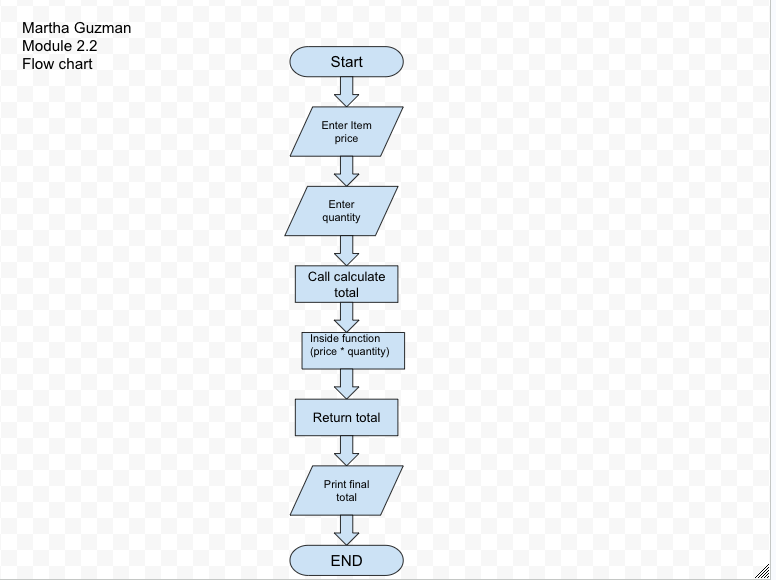 Martha Guzman
Module 2.2
Flow chart
Start
Enter Item
price
Enter
quantity
Call calculate
total
Inside function
(price * quantity)
Return total
Print final
total
END